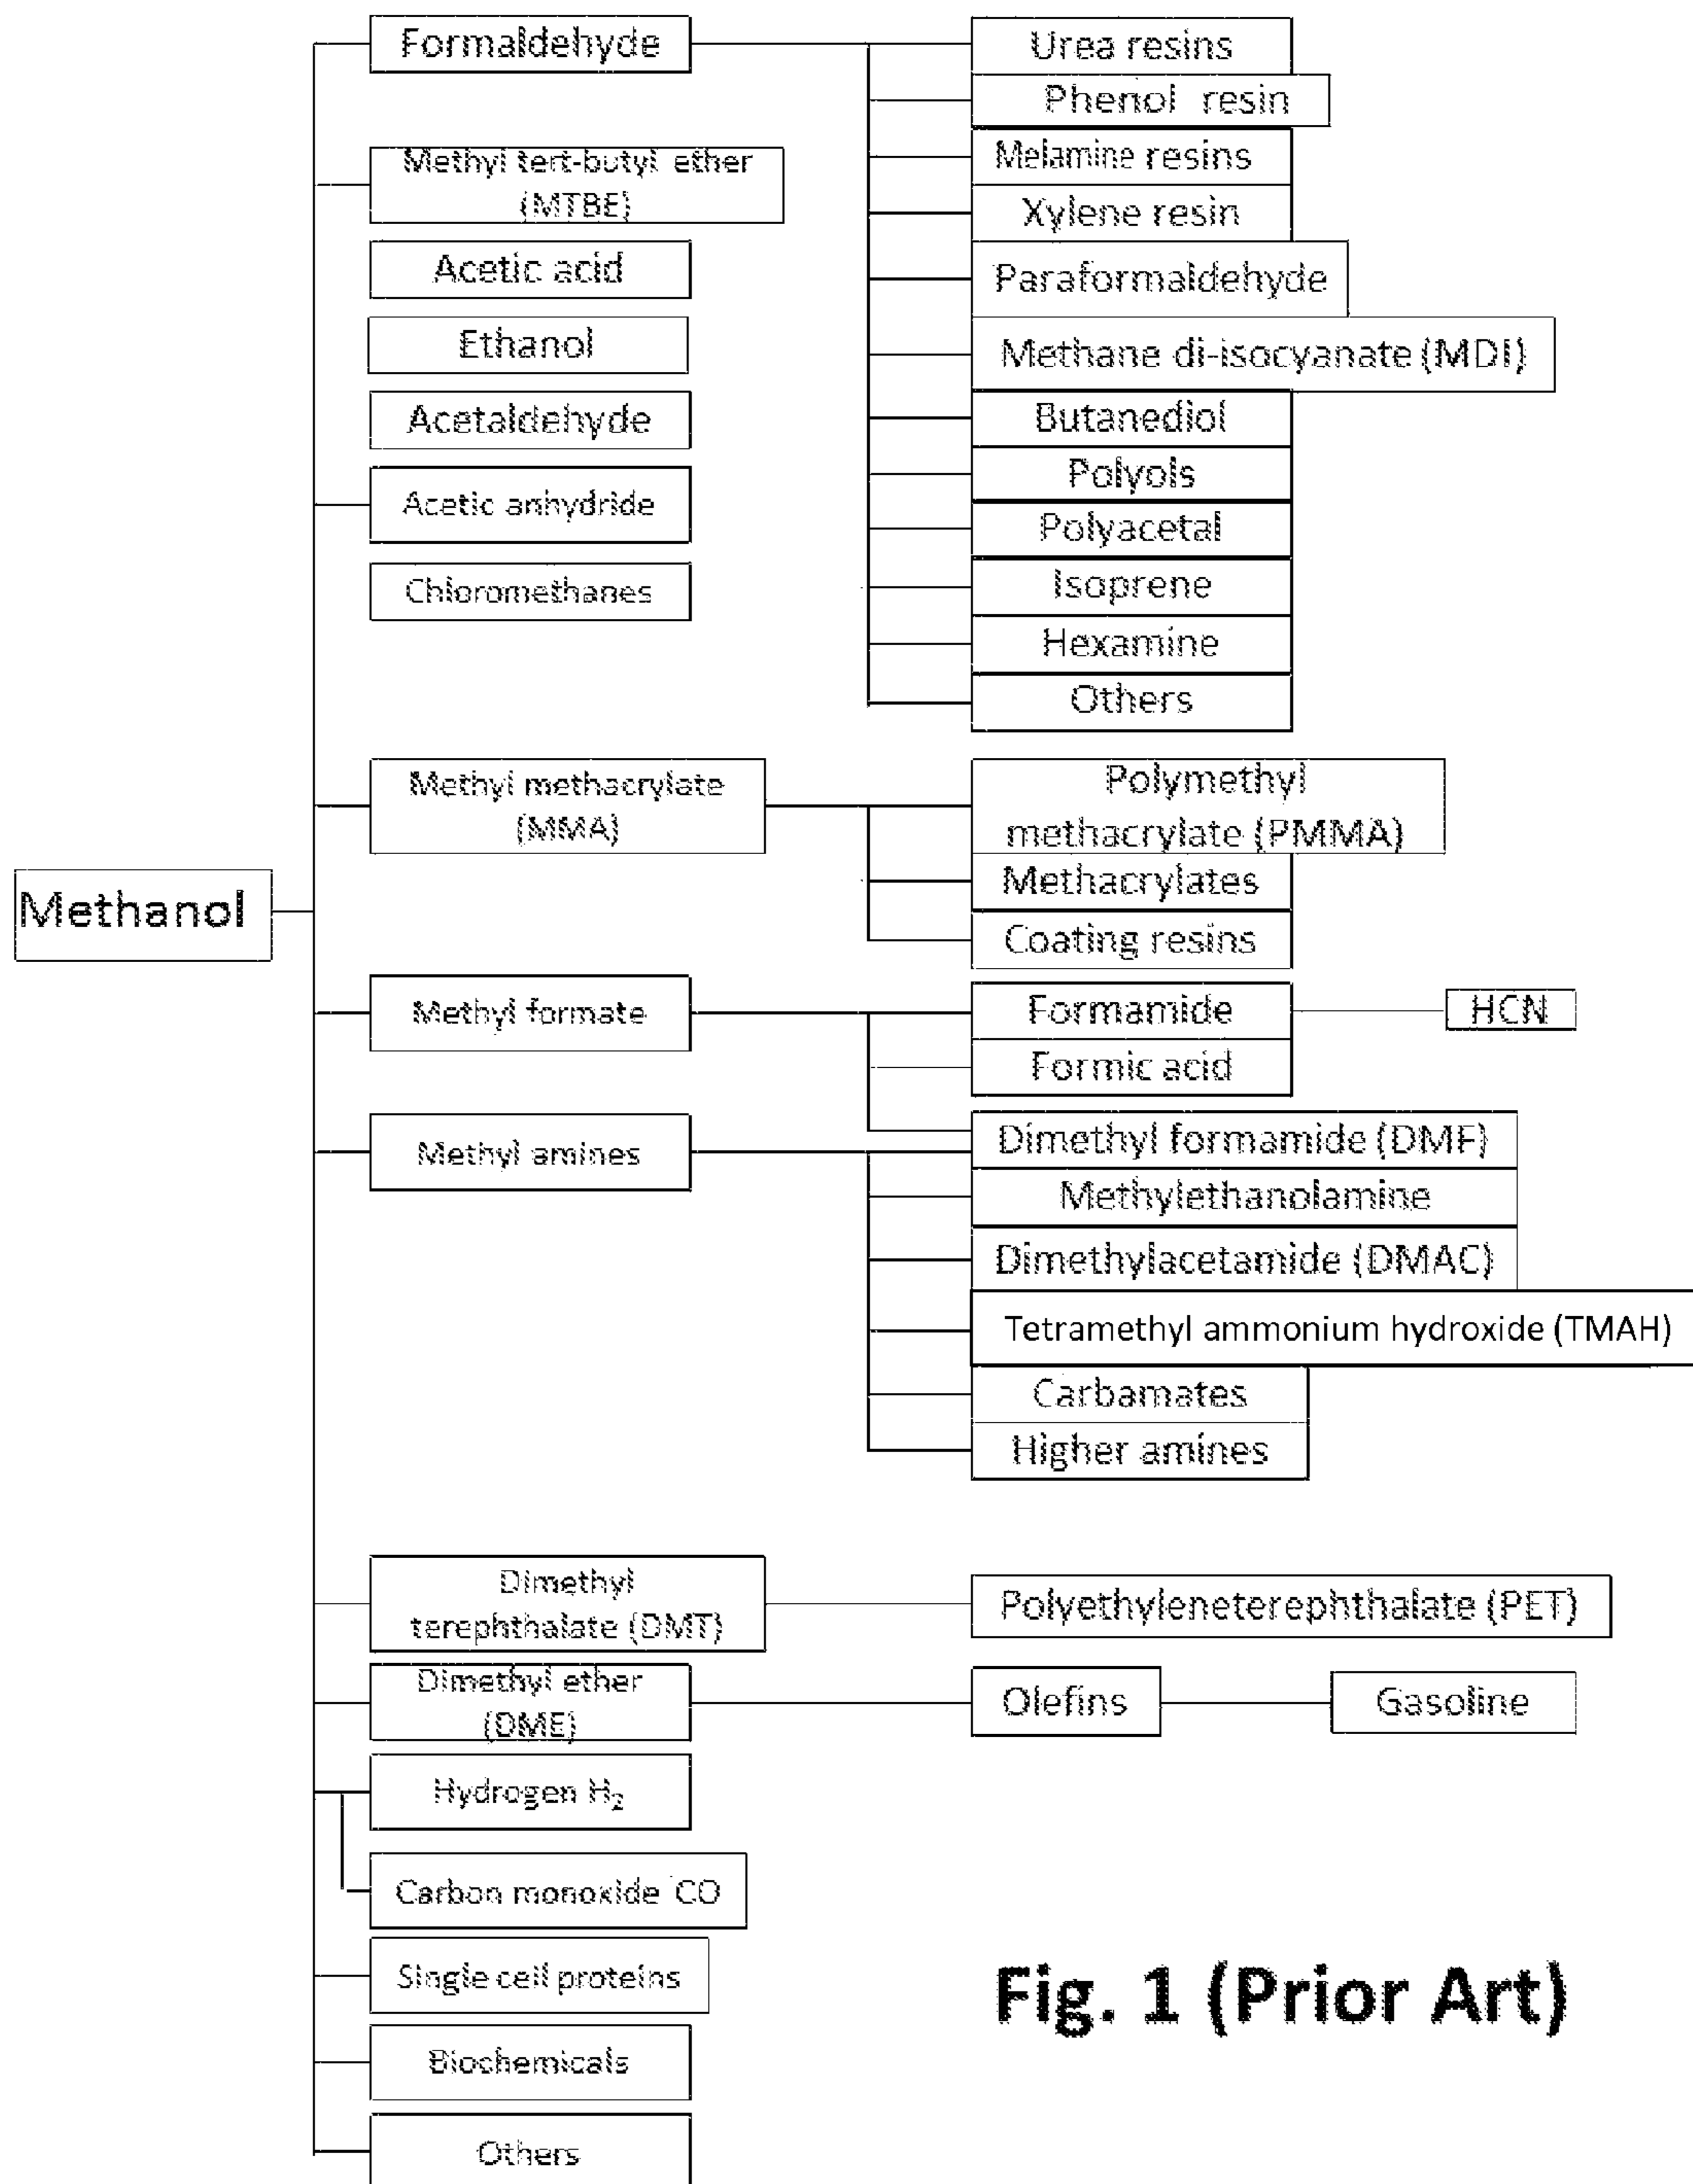 Formaldehyde
Urea resins
Phenol resin
Methyl tert-butyl ether
(MTBE)
Melamine resins
Xylene resin
Acetic acid
Paraformaldehyde
Ethanol
Methane di-isocyanate (MDI)
Acetaldehyde
Butanediol
Polyols
Acetic anhydride
Polyacetal
Chloromethanes
Isoprene
Hexamine
Others
Methyl methacrylate
(MMA)
Polymethyl
methacrylate (PMMA)
Methacrylates
Methanol
Coating resins
Methyl formate
Formamide
HCN
Formic acid
Methyl amines
Dimethyl formamide (DMF)
Methylethanolamine
Dimethylacetamide (DMAC)
Tetramethyl ammonium hydroxide (TMAH)
Carbamates
Higher amines
Dimethyl
terephthalate (DMT)
Polyethyleneterephthalate (PET)
Dimethyl ether
(DME)
Olefins
Gasoline
Hydrogen H₂
Carbon monoxide CO
Single cell proteins
Biochemicals
Others
Fig. 1 (Prior Art)